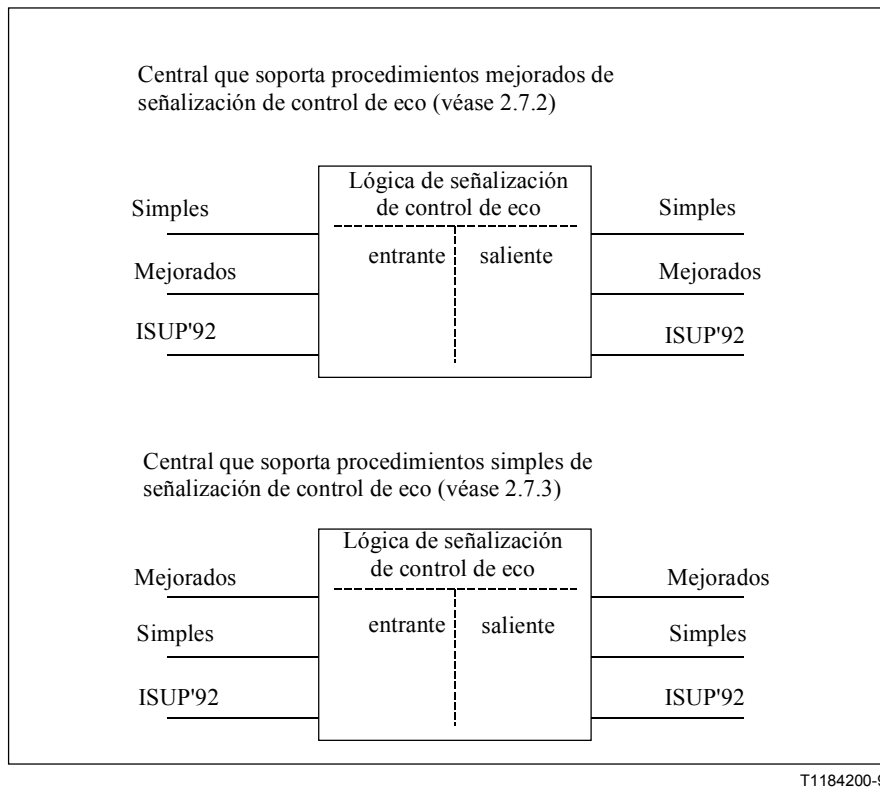 Central que soporta procedimientos mejorados de
señalización de control de eco (véase 2.7.2)
Lógica de señalización
de control de eco
Simples
Simples
entrante
saliente
Mejorados
Mejorados
ISUP'92
ISUP'92
Central que soporta procedimientos simples de
señalización de control de eco (véase 2.7.3)
Lógica de señalización
de control de eco
Mejorados
Mejorados
entrante
saliente
Simples
Simples
ISUP'92
ISUP'92
T1184200-9